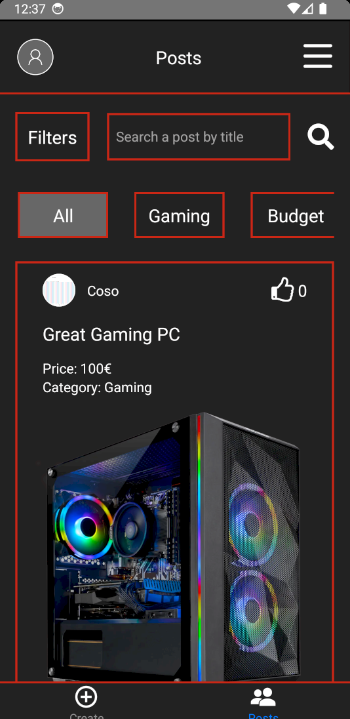 12:37
Posts
Filters
Search a post by title
All
Gaming
Budget
Coso
0
Great Gaming PC
Price: 100€
Category: Gaming
Create
Posts